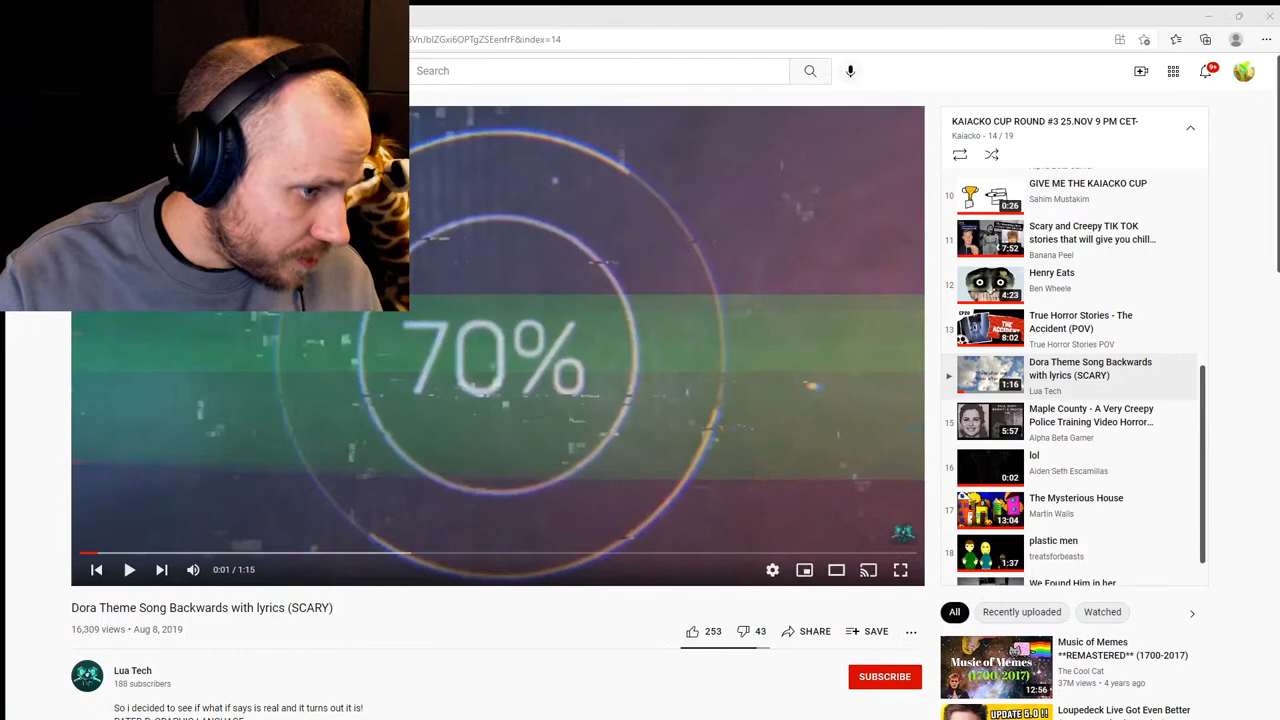 VnJblZGxi6OPTgZSEenfrF&index=14
Search
9+
KAIACKO CUP ROUND #3 25.NOV 9 PM CET-
Kaiacko - 14 / 19
10
0:26
GIVE ME THE KAIACKO CUP
Sahim Mustakim
11
7:52
Scary and Creepy TIK TOK
stories that will give you chill...
Banana Peel
12
4:23
Henry Eats
Ben Wheele
13
8:02
True Horror Stories - The
Accident (POV)
True Horror Stories POV
1:16
Dora Theme Song Backwards
with lyrics (SCARY)
Lua Tech
15
5:57
Maple County - A Very Creepy
Police Training Video Horror...
Alpha Beta Gamer
16
0:02
lol
Aiden Seth Escamillas
17
13:04
The Mysterious House
Martin Walls
18
1:37
plastic men
treatsforbeasts
We Found Him in her
70%
0:01 / 1:15
Dora Theme Song Backwards with lyrics (SCARY)
16,309 views • Aug 8, 2019
253
43
SHARE
SAVE
Lua Tech
188 subscribers
SUBSCRIBE
So i decided to see if what if says is real and it turns out it is!
RATED R-GRAPHIC LANGUAGE
All
Recently uploaded
Watched
Music of Memes
(1700-2017)
12:56
Music of Memes
**REMASTERED** (1700-2017)
The Cool Cat
37M views • 4 years ago
UPDATE 5.0 !!
Loupedeck Live Got Even Better